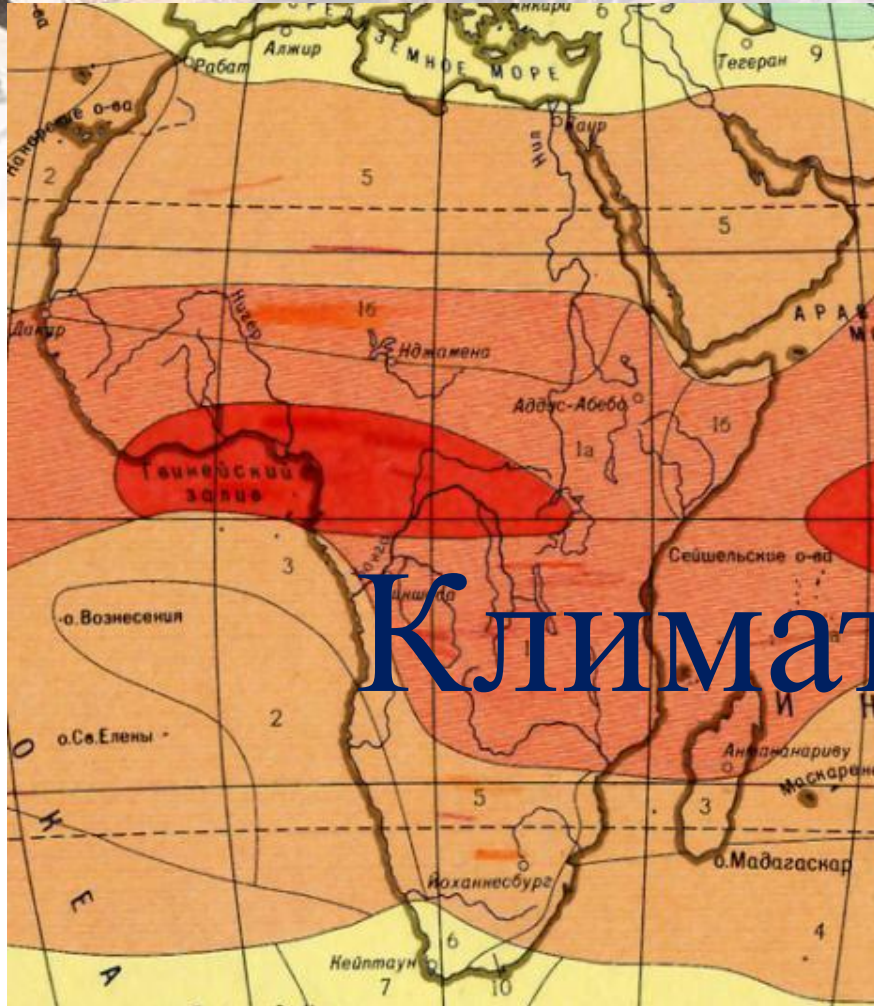 Анкара
6
Алжир
Рабат
ЗЕМНОЕ МОРЕ
Тегеран
9
Канарские о-ва
Каир
Нил
2
5
5
Дакар
Нигер
1б
АРАВ
Нджамена
Аддис-Абеба
1а
1б
Гвинейский
залив
Сейшельские о-ва
3
Конго
Климат
о.Вознесения
2
о.Св.Елены
И Н
Антананариву
Маскарен
5
3
Йоханнесбург
о.Мадагаскар
О К Е А
4
6
Кейптаун
7
10